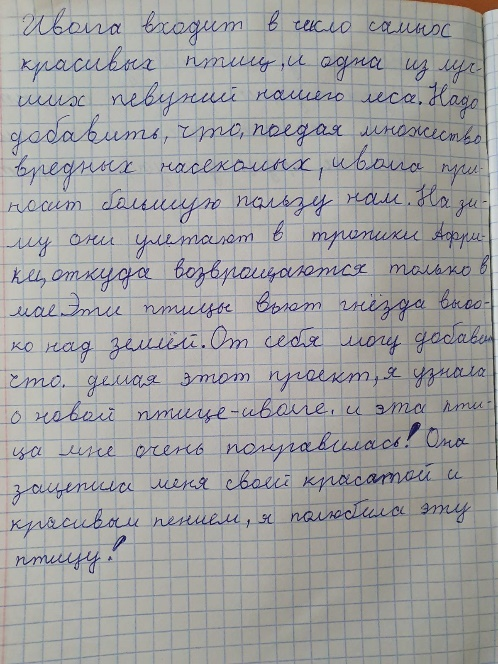 Иволга входит в число самых
красивых птиц, и одна из луч-
ших певуний нашего леса. Надо
добавить, что, поедая множество
вредных насекомых, иволга при-
носит большую пользу нам. На зи-
му они улетают в тропики Афри-
ки, откуда возвращаются только в
мае. Эти птицы вьют гнёзда высо-
ко над землёй. От себя могу добавить
что. делая этот проект, я узнала
о новой птице-иволге. и эта пти-
ца мне очень понравилась! Она
зацепила меня своей красатой и
красивым пением, я полюбила эту
птицу!